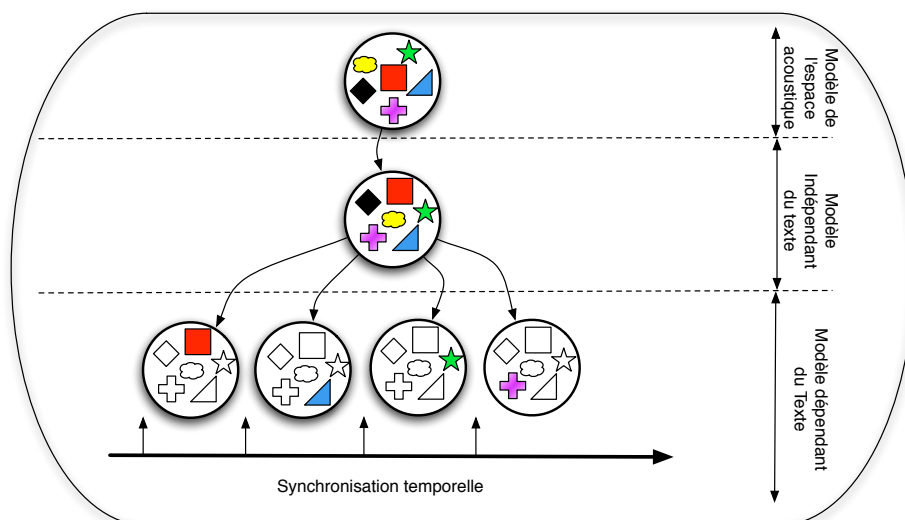 Modèle de
l'espace
acoustique
Modèle
Indépendant
du texte
Modèle dépendant
du Texte
Synchronisation temporelle